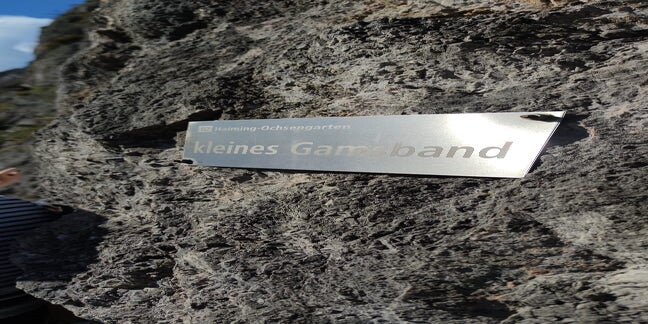 Haiming-Ochsengarten
kleines Gamsband